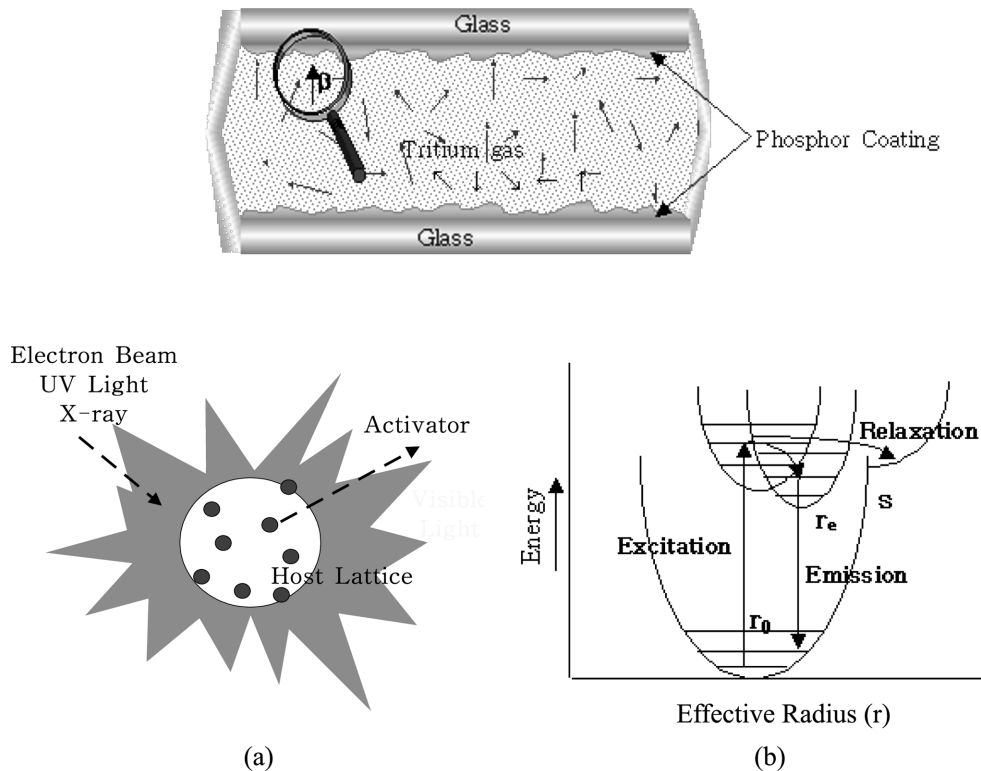 Glass
β
Tritium gas
Phosphor Coating
Glass
Electron Beam
UV Light
X-ray
Activator
Visible
Light
Host Lattice
(a)
Energy
Relaxation
S
re
Excitation
Emission
r0
Effective Radius (r)
(b)